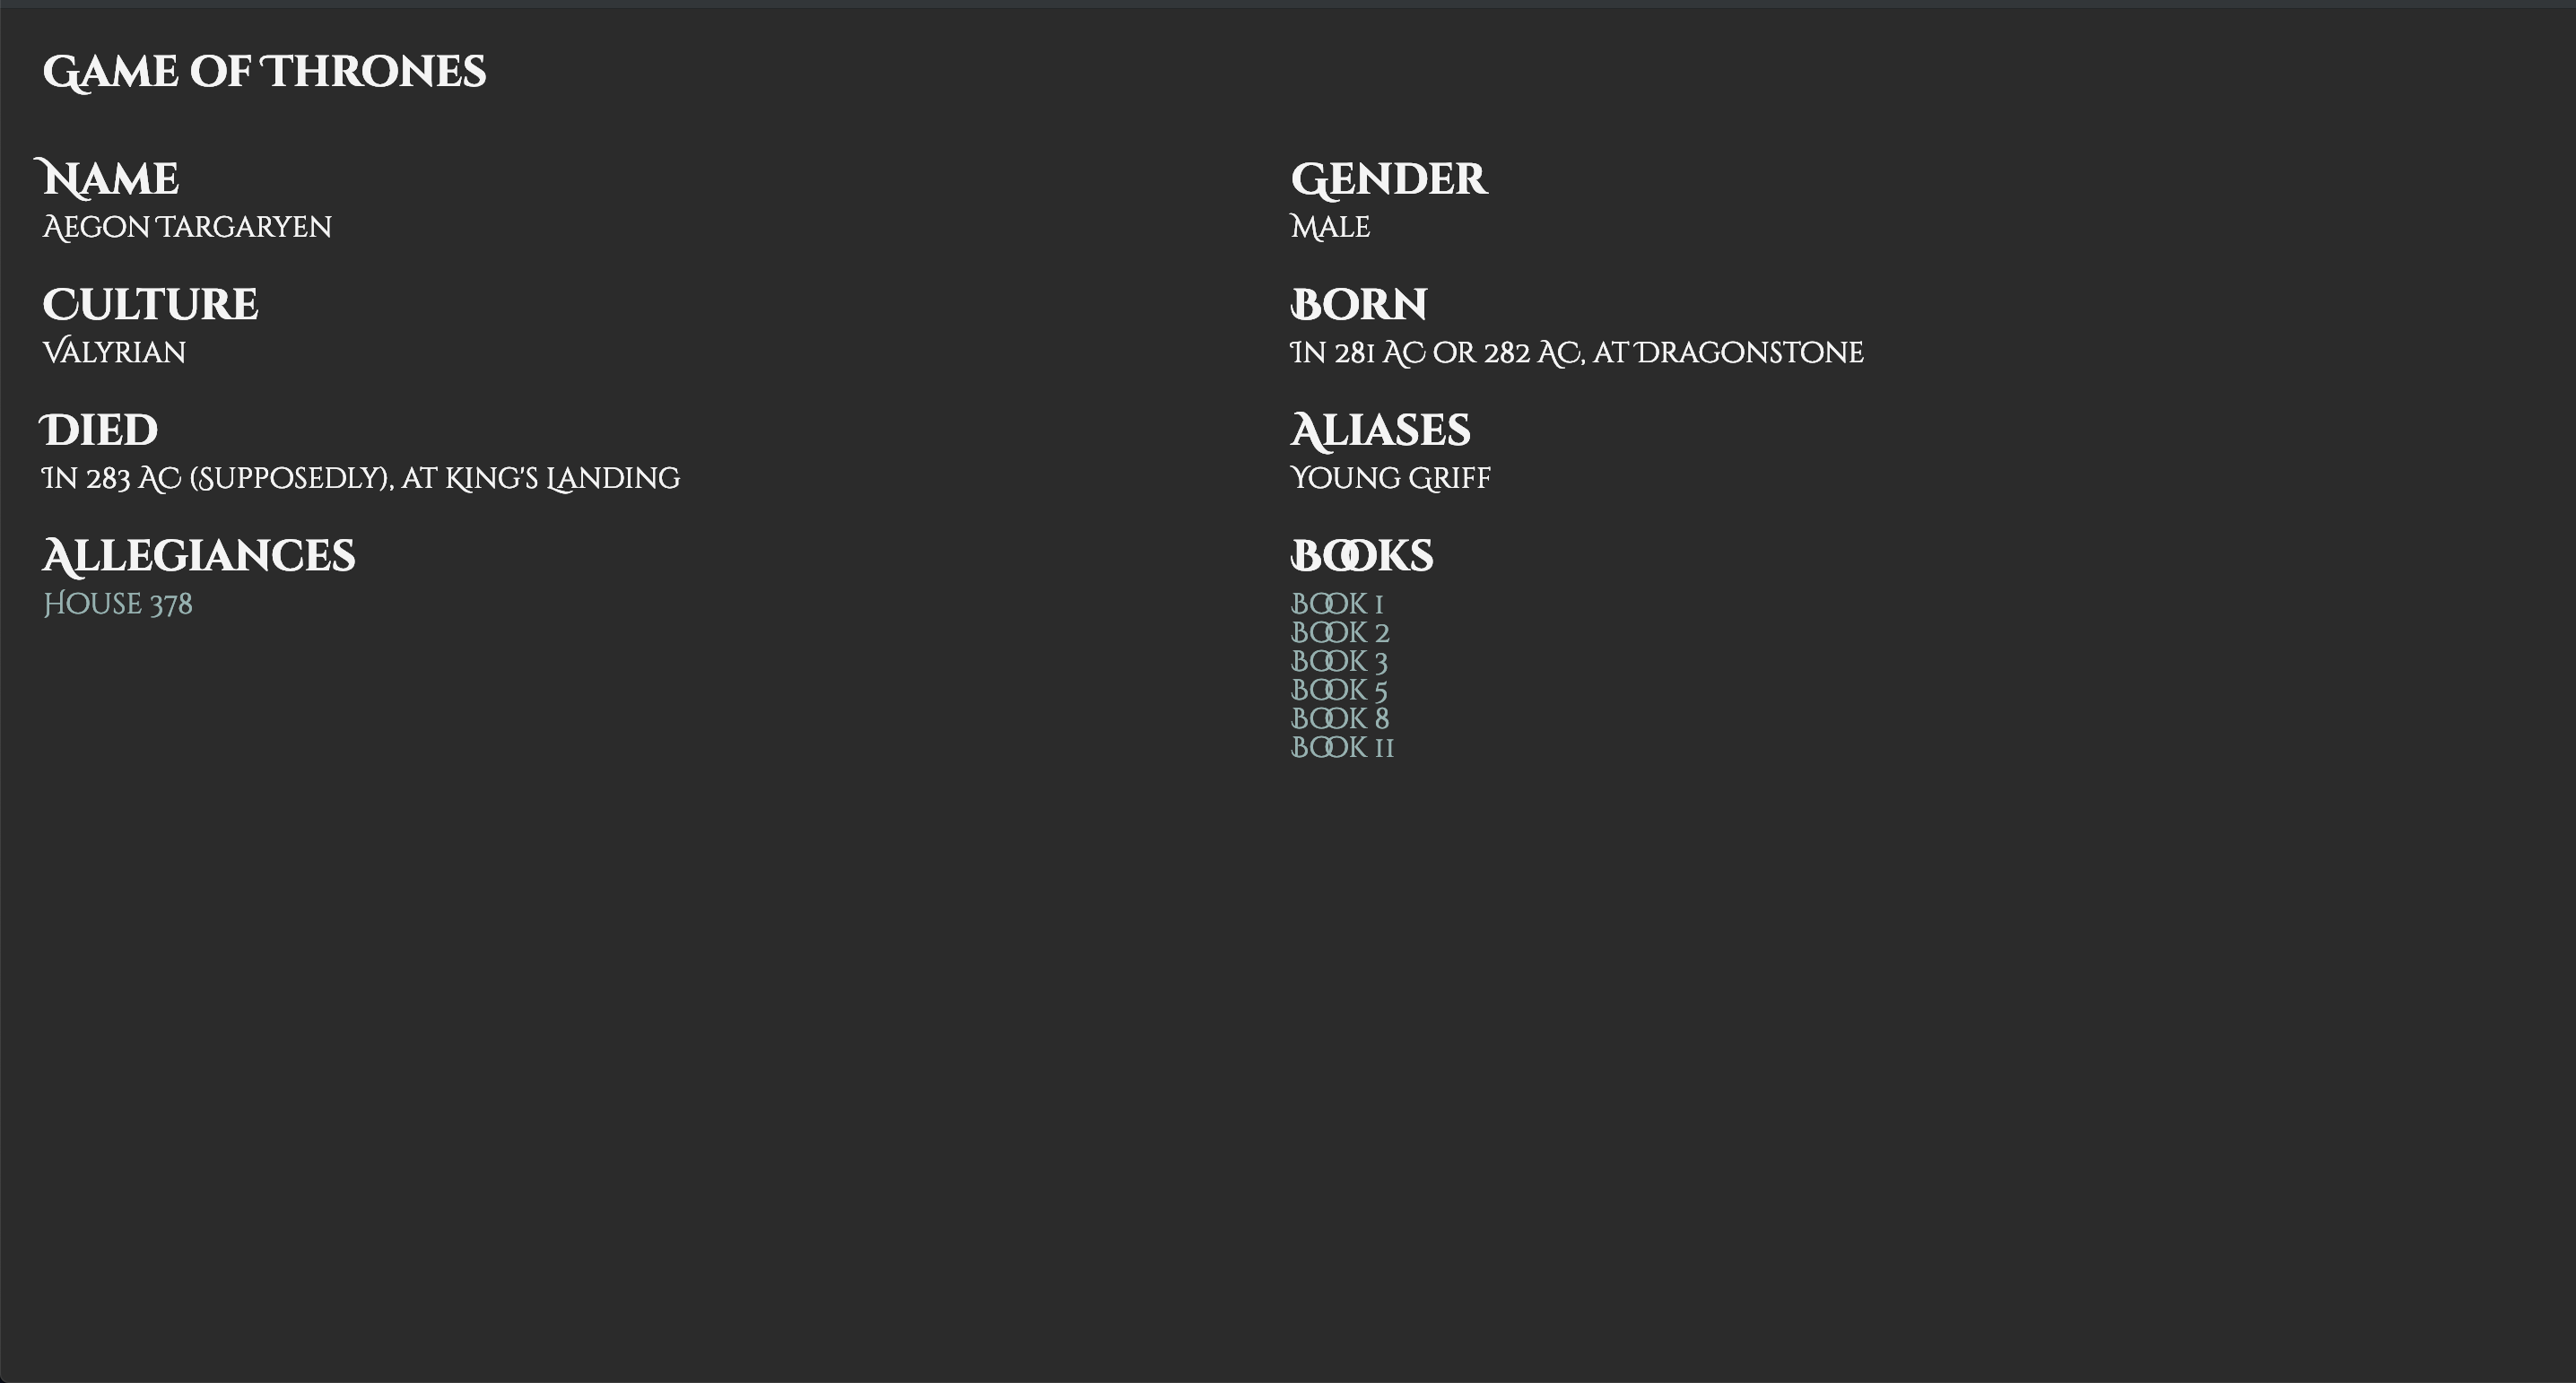 Game of Thrones
Name
Aegon Targaryen
Gender
Male
Culture
Valyrian
Born
In 281 AC or 282 AC, at Dragonstone
Died
In 283 AC (Supposedly), at King's Landing
Aliases
Young Griff
Allegiances
House 378
Books
Book 1
Book 2
Book 3
Book 5
Book 8
Book 11